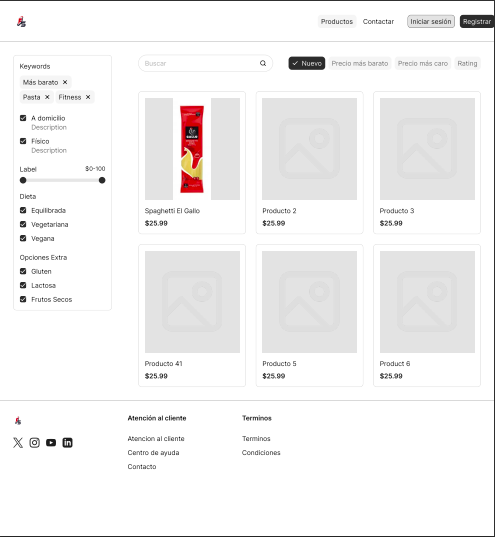 Productos Contactar Iniciar sesión Registrar
Keywords
Más barato
Pasta Fitness
A domicilio
Description
Físico
Description
Label $0-100
Dieta
Equilibrada
Vegetariana
Vegana
Opciones Extra
Gluten
Lactosa
Frutos Secos
Buscar
Nuevo Precio más barato Precio más caro Rating
Spaghetti El Gallo
$25.99
Producto 2
$25.99
Producto 3
$25.99
Producto 41
$25.99
Producto 5
$25.99
Product 6
$25.99
Atención al cliente
Atencion al cliente
Centro de ayuda
Contacto
Terminos
Terminos
Condiciones